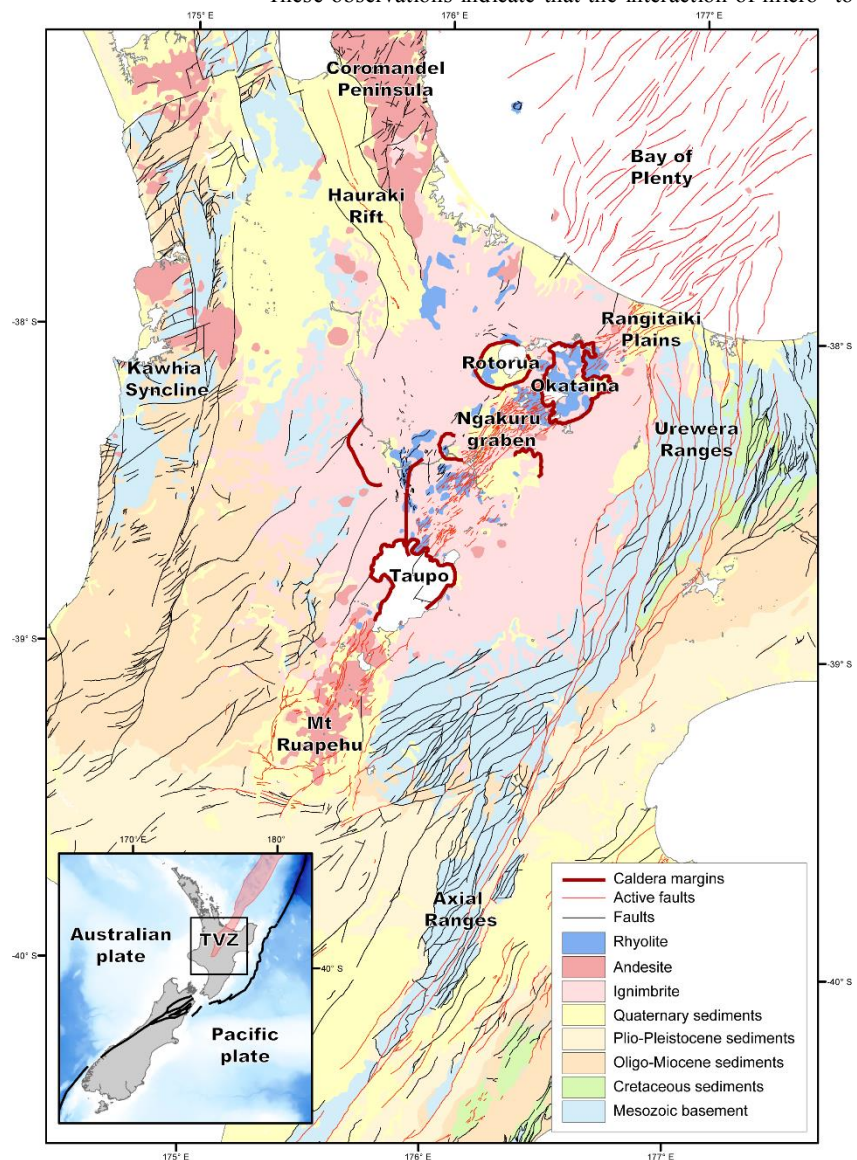 These observations indicate that the interaction of micro- to
175°E
176°E
177°E
Coromandel
Peninsula
Bay of
Plenty
Hauraki
Rift
-38°S
Rangitaiki
Plains
-38°S
Rotorua
Okataina
Kawhia
Syncline
Ngakuru
graben
Urewera
Ranges
Taupo
-39°S
-39°S
Mt
Ruapehu
170°E
180°
Axial
Ranges
TVZ
Australian
plate
-40°S
Pacific
plate
Caldera margins
Active faults
Faults
Rhyolite
Andesite
Ignimbrite
Quaternary sediments
Plio-Pleistocene sediments
Oligo-Miocene sediments
Cretaceous sediments
Mesozoic basement
-40°S
-40° S
175° E
176° E
177° E